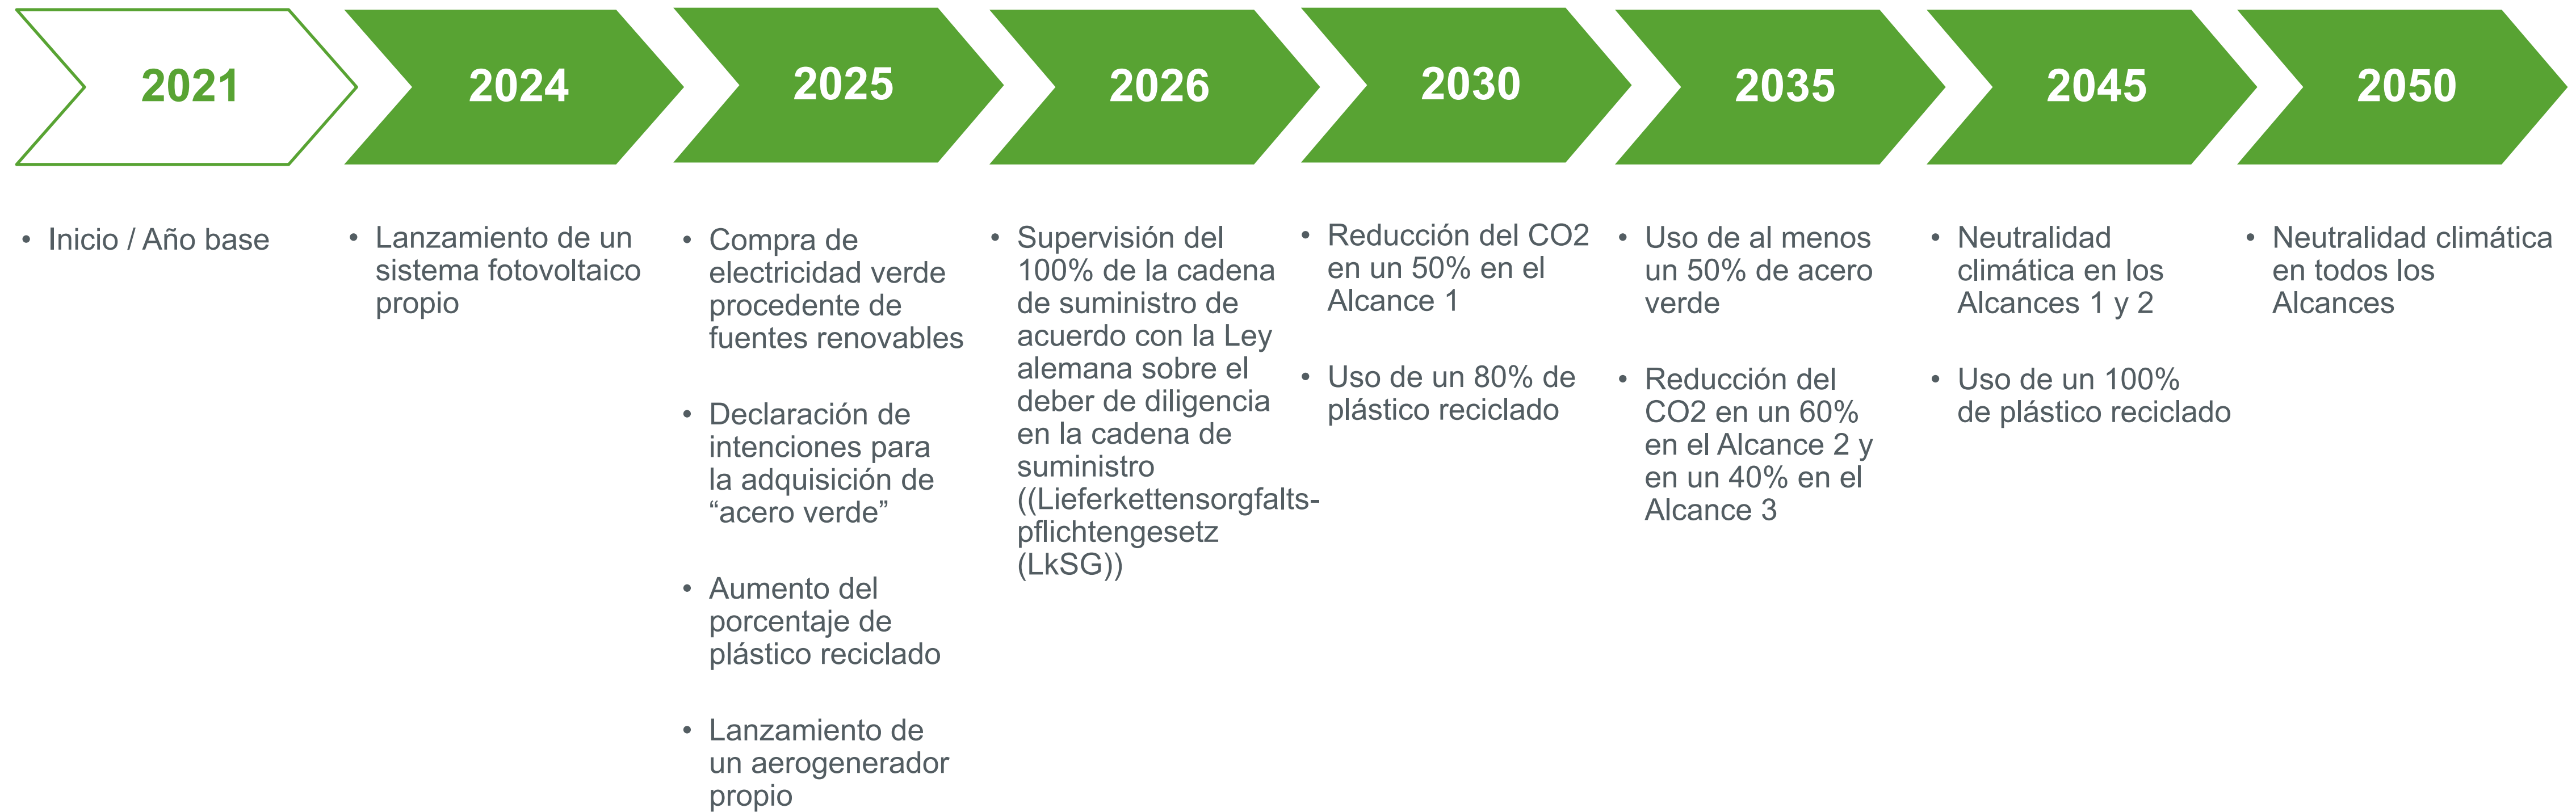 2021
2024
2025
2026
2030
2035
2045
2050
• Inicio / Año base
• Lanzamiento de un
sistema fotovoltaico
propio
• Compra de
electricidad verde
procedente de
fuentes renovables
• Declaración de
intenciones para
la adquisición de
“acero verde”
• Aumento del
porcentaje de
plástico reciclado
• Lanzamiento de
un aerogenerador
propio
• Supervisión del
100% de la cadena
de suministro de
acuerdo con la Ley
alemana sobre el
deber de diligencia
en la cadena de
suministro
((Lieferkettensorgfalts-
pflichtengesetz
(LkSG))
• Reducción del CO2
en un 50% en el
Alcance 1
• Uso de un 80% de
plástico reciclado
• Uso de al menos
un 50% de acero
verde
• Reducción del
CO2 en un 60%
en el Alcance 2 y
en un 40% en el
Alcance 3
• Neutralidad
climática en los
Alcances 1 y 2
• Uso de un 100%
de plástico reciclado
• Neutralidad climática
en todos los
Alcances